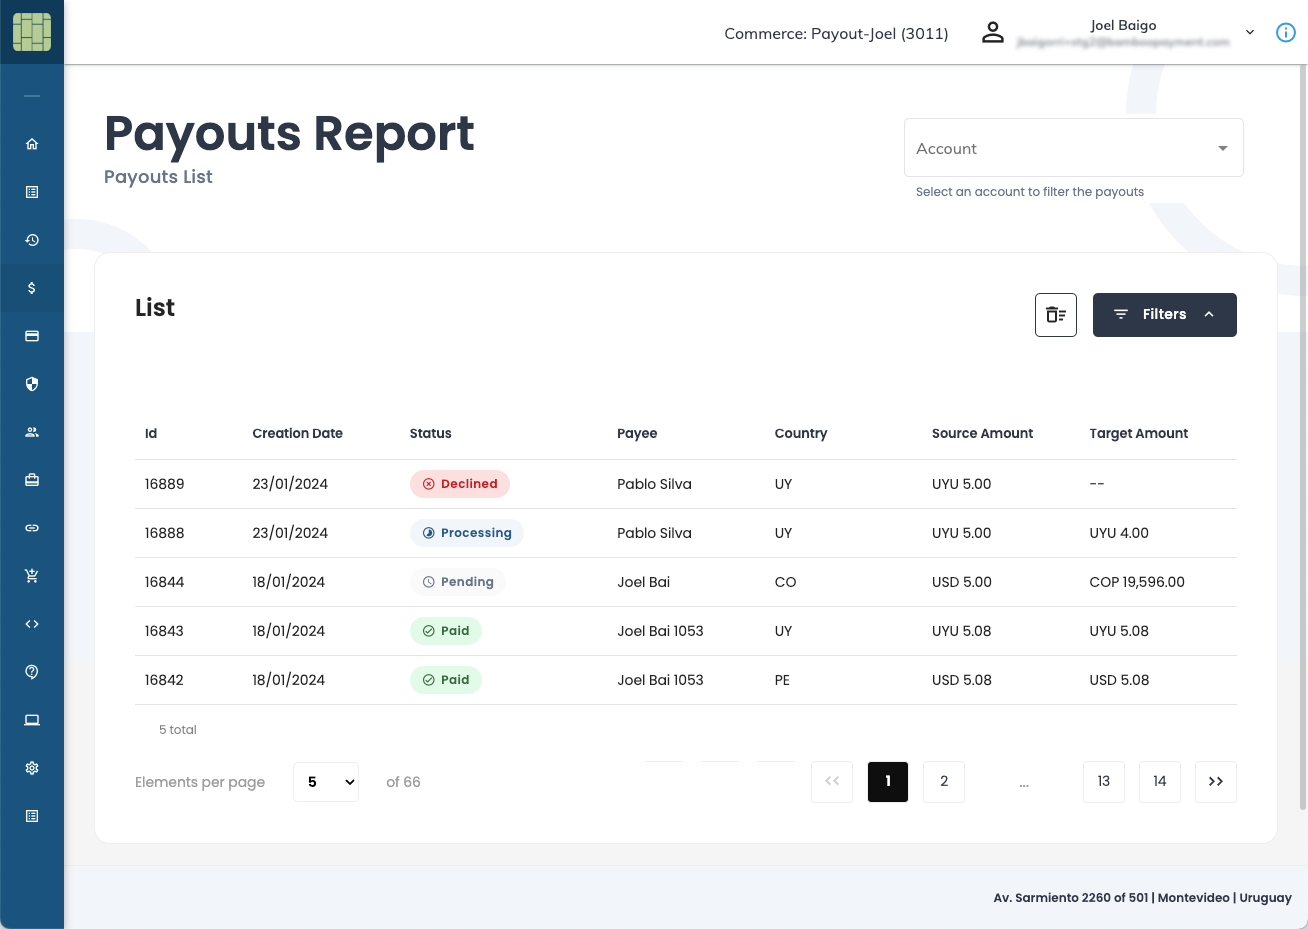 Commerce: Payout-Joel (3011)
Joel Baigo
Payouts Report
Payouts List
Account
Select an account to filter the payouts
List
Filters
Id Creation Date Status Payee Country Source Amount Target Amount
16889 23/01/2024 Declined Pablo Silva UY UYU 5.00 --
16888 23/01/2024 Processing Pablo Silva UY UYU 5.00 UYU 4.00
16844 18/01/2024 Pending Joel Bai CO USD 5.00 COP 19,596.00
16843 18/01/2024 Paid Joel Bai 1053 UY UYU 5.08 UYU 5.08
16842 18/01/2024 Paid Joel Bai 1053 PE USD 5.08 USD 5.08
5 total
Elements per page 5 of 66 << 1 2 ... 13 14 >>
Av. Sarmiento 2260 of 501 | Montevideo | Uruguay